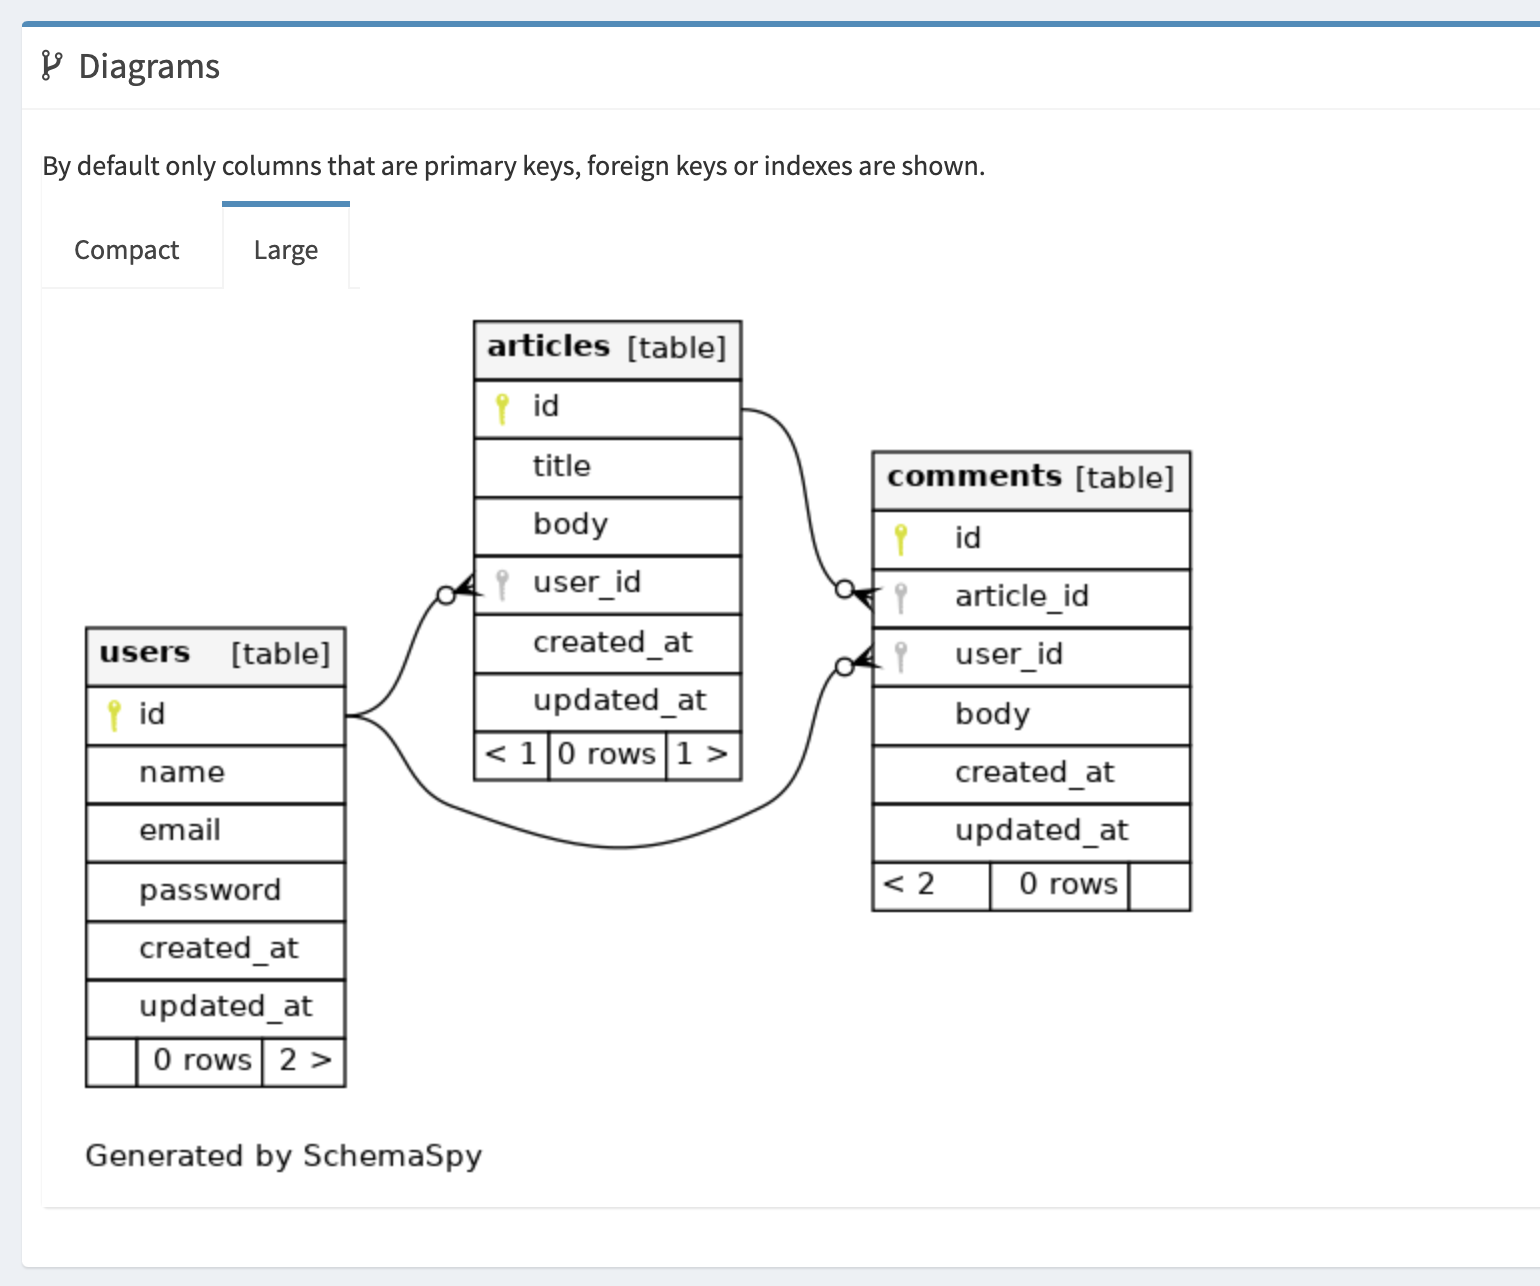 Diagrams
By default only columns that are primary keys, foreign keys or indexes are shown.
Compact
Large
articles [table]
id
title
body
user_id
created_at
updated_at
< 1 0 rows 1 >
comments [table]
id
article_id
user_id
body
created_at
updated_at
< 2 0 rows
users [table]
id
name
email
password
created_at
updated_at
0 rows 2 >
Generated by SchemaSpy